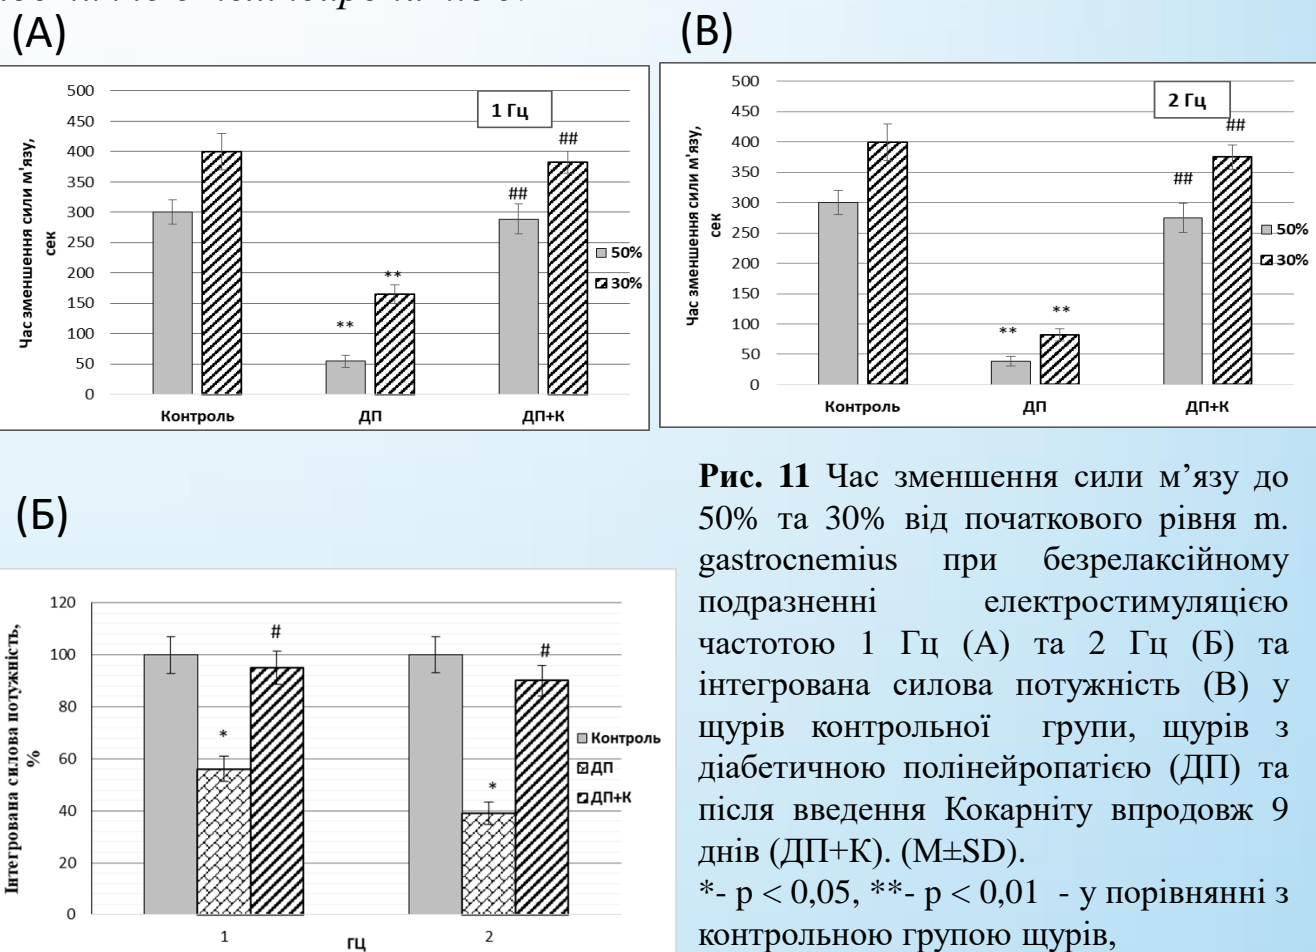 (А)
(В)
500
450
400
350
300
250
200
150
100
50
0
Час зменшення сили м'язу,
сек
1 Гц
##
##
**
**
50%
30%
Контроль ДП ДП+К
500
450
400
350
300
250
200
150
100
50
0
Час зменшення сили м'язу,
сек
2 Гц
##
##
**
**
50%
30%
Контроль ДП ДП+К
(Б)
120
100
80
60
40
20
0
Інтегрована силова потужність,
%
#
#
*
*
Контроль
ДП
ДП+К
1 гц 2
Рис. 11 Час зменшення сили м’язу до
50% та 30% від початкового рівня m.
gastrocnemius при безрелаксійному
подразненні електростимуляцією
частотою 1 Гц (А) та 2 Гц (Б) та
інтегрована силова потужність (В) у
щурів контрольної групи, щурів з
діабетичною полінейропатією (ДП) та
після введення Кокарніту впродовж 9
днів (ДП+К). (M±SD).
*- p < 0,05, **- p < 0,01 - у порівнянні з
контрольною групою щурів,